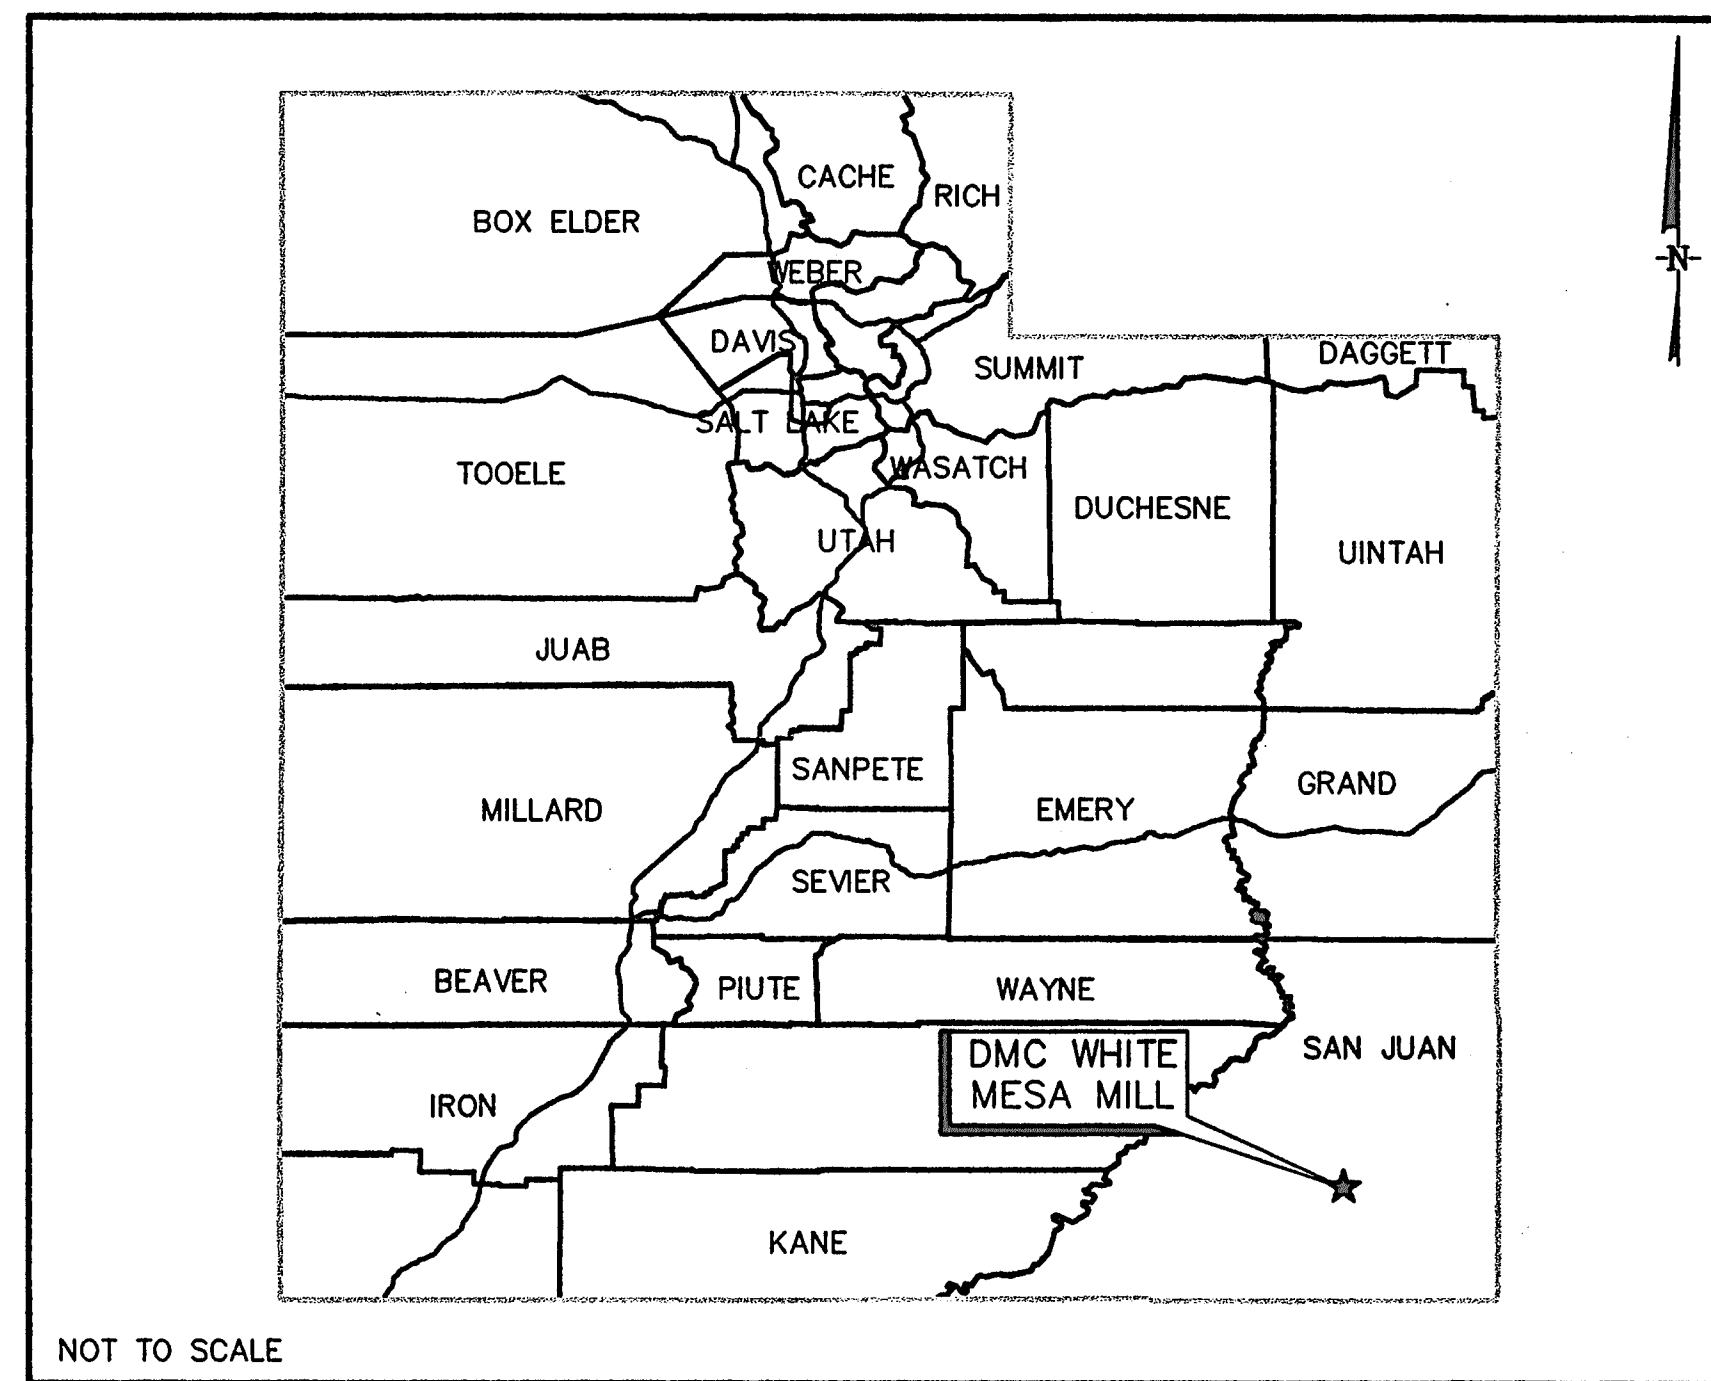 CACHE
RICH
BOX ELDER
-N-
WEBER
DAVIS
DAGGETT
SUMMIT
SALT LAKE
WASATCH
TOOELE
DUCHESNE
UTAH
UINTAH
JUAB
SANPETE
GRAND
MILLARD
EMERY
SEVIER
BEAVER
PIUTE
WAYNE
SAN JUAN
DMC WHITE
MESA MILL
IRON
KANE
NOT TO SCALE